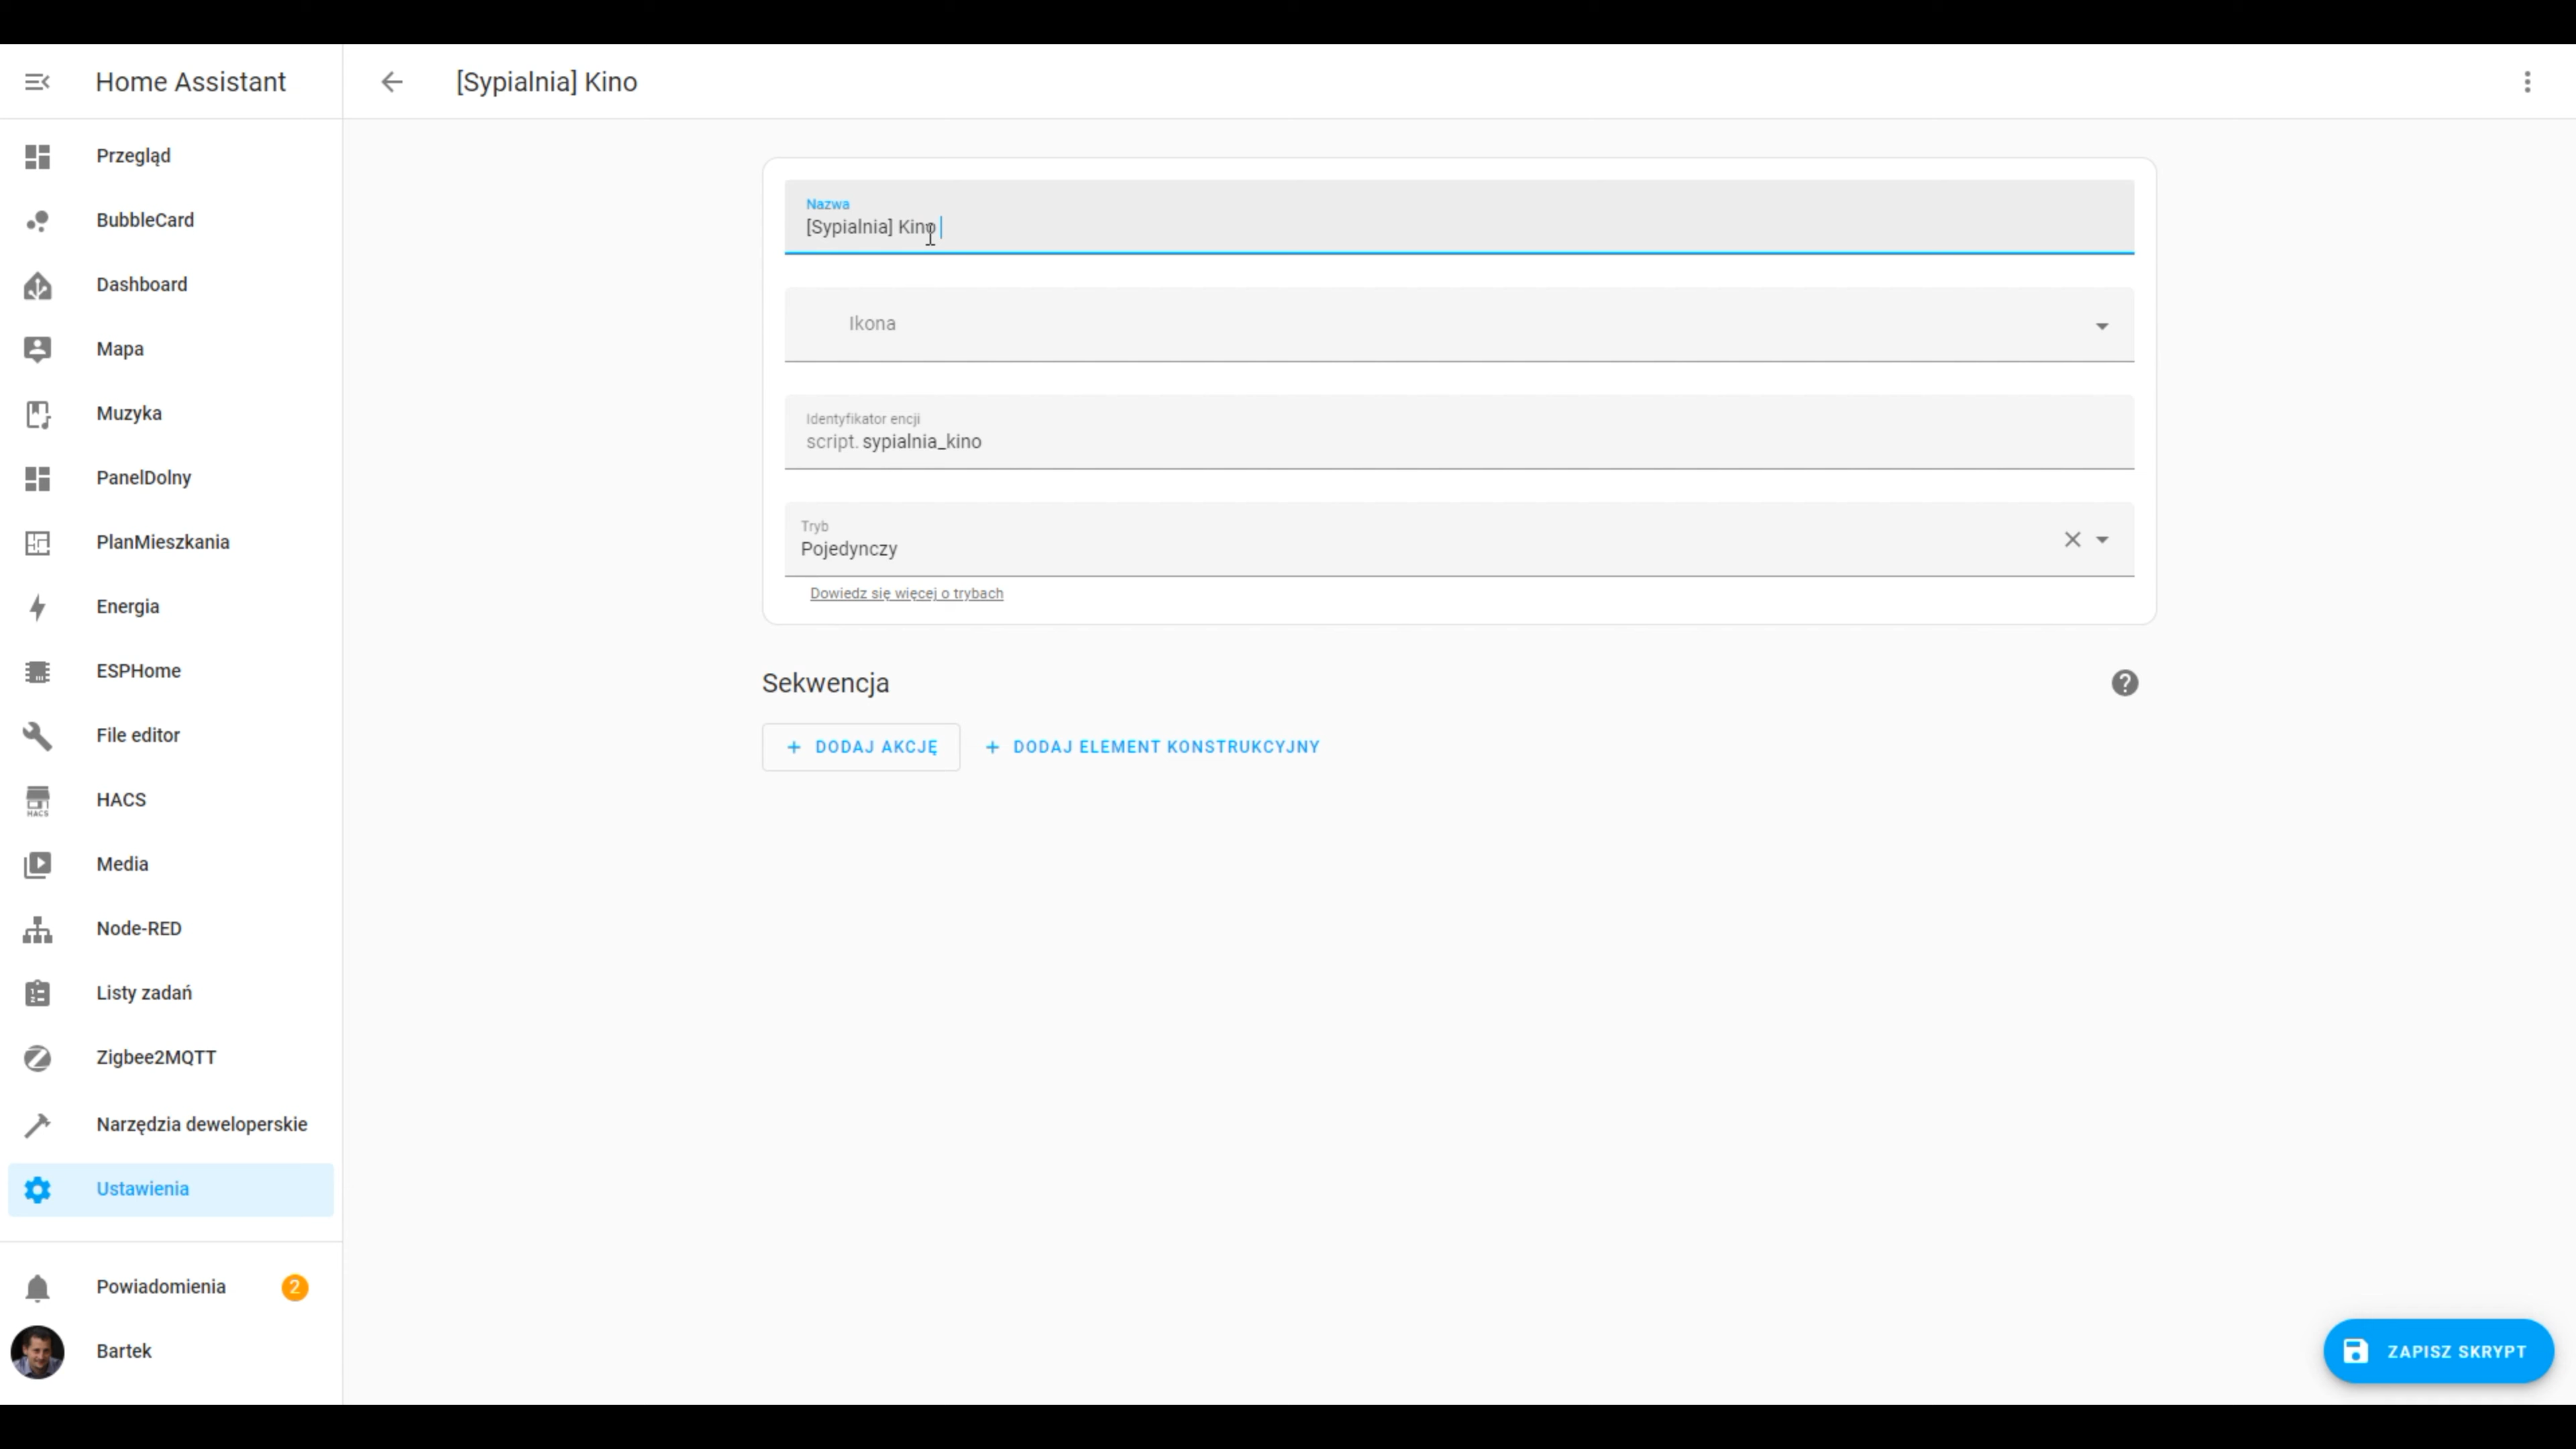 Home Assistant
[Sypialnia] Kino
Przegląd
BubbleCard
Dashboard
Mapa
Muzyka
PanelDolny
PlanMieszkania
Energia
ESPHome
File editor
HACS
HACS
Media
Node-RED
Listy zadań
Zigbee2MQTT
Narzędzia deweloperskie
Ustawienia
Powiadomienia 2
Bartek
Nazwa
[Sypialnia] Kino
Ikona
Identyfikator encji
script. sypialnia_kino
Tryb
Pojedynczy
Dowiedz się więcej o trybach
Sekwencja
+ DODAJ AKCJĘ
+ DODAJ ELEMENT KONSTRUKCYJNY
ZAPISZ SKRYPT